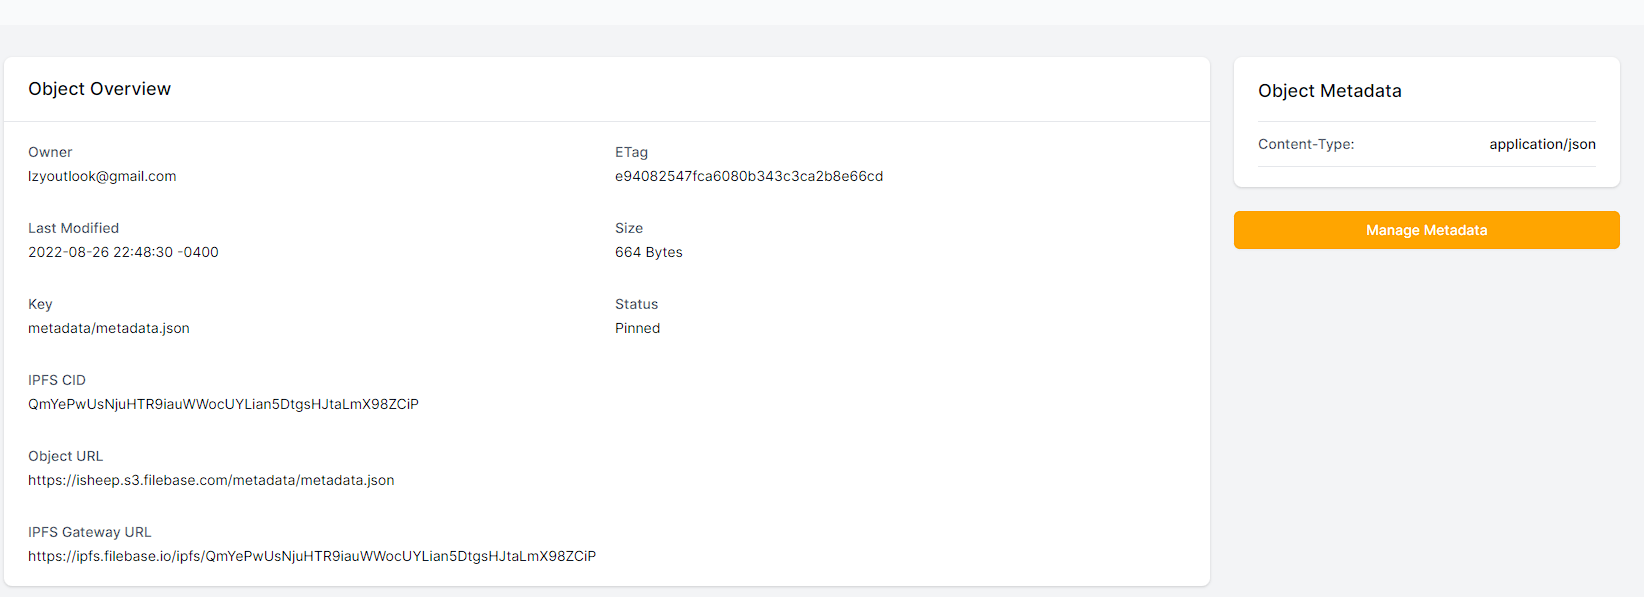 Object Overview
Owner
lzyoutlook@gmail.com
ETag
e94082547fca6080b343c3ca2b8e66cd
Last Modified
2022-08-26 22:48:30 -0400
Size
664 Bytes
Key
metadata/metadata.json
Status
Pinned
IPFS CID
QmYePwUsNjuHTR9iauWWocUYLian5DtgsHJtaLmX98ZCiP
Object URL
https://isheep.s3.filebase.com/metadata/metadata.json
IPFS Gateway URL
https://ipfs.filebase.io/ipfs/QmYePwUsNjuHTR9iauWWocUYLian5DtgsHJtaLmX98ZCiP
Object Metadata
Content-Type: application/json
Manage Metadata